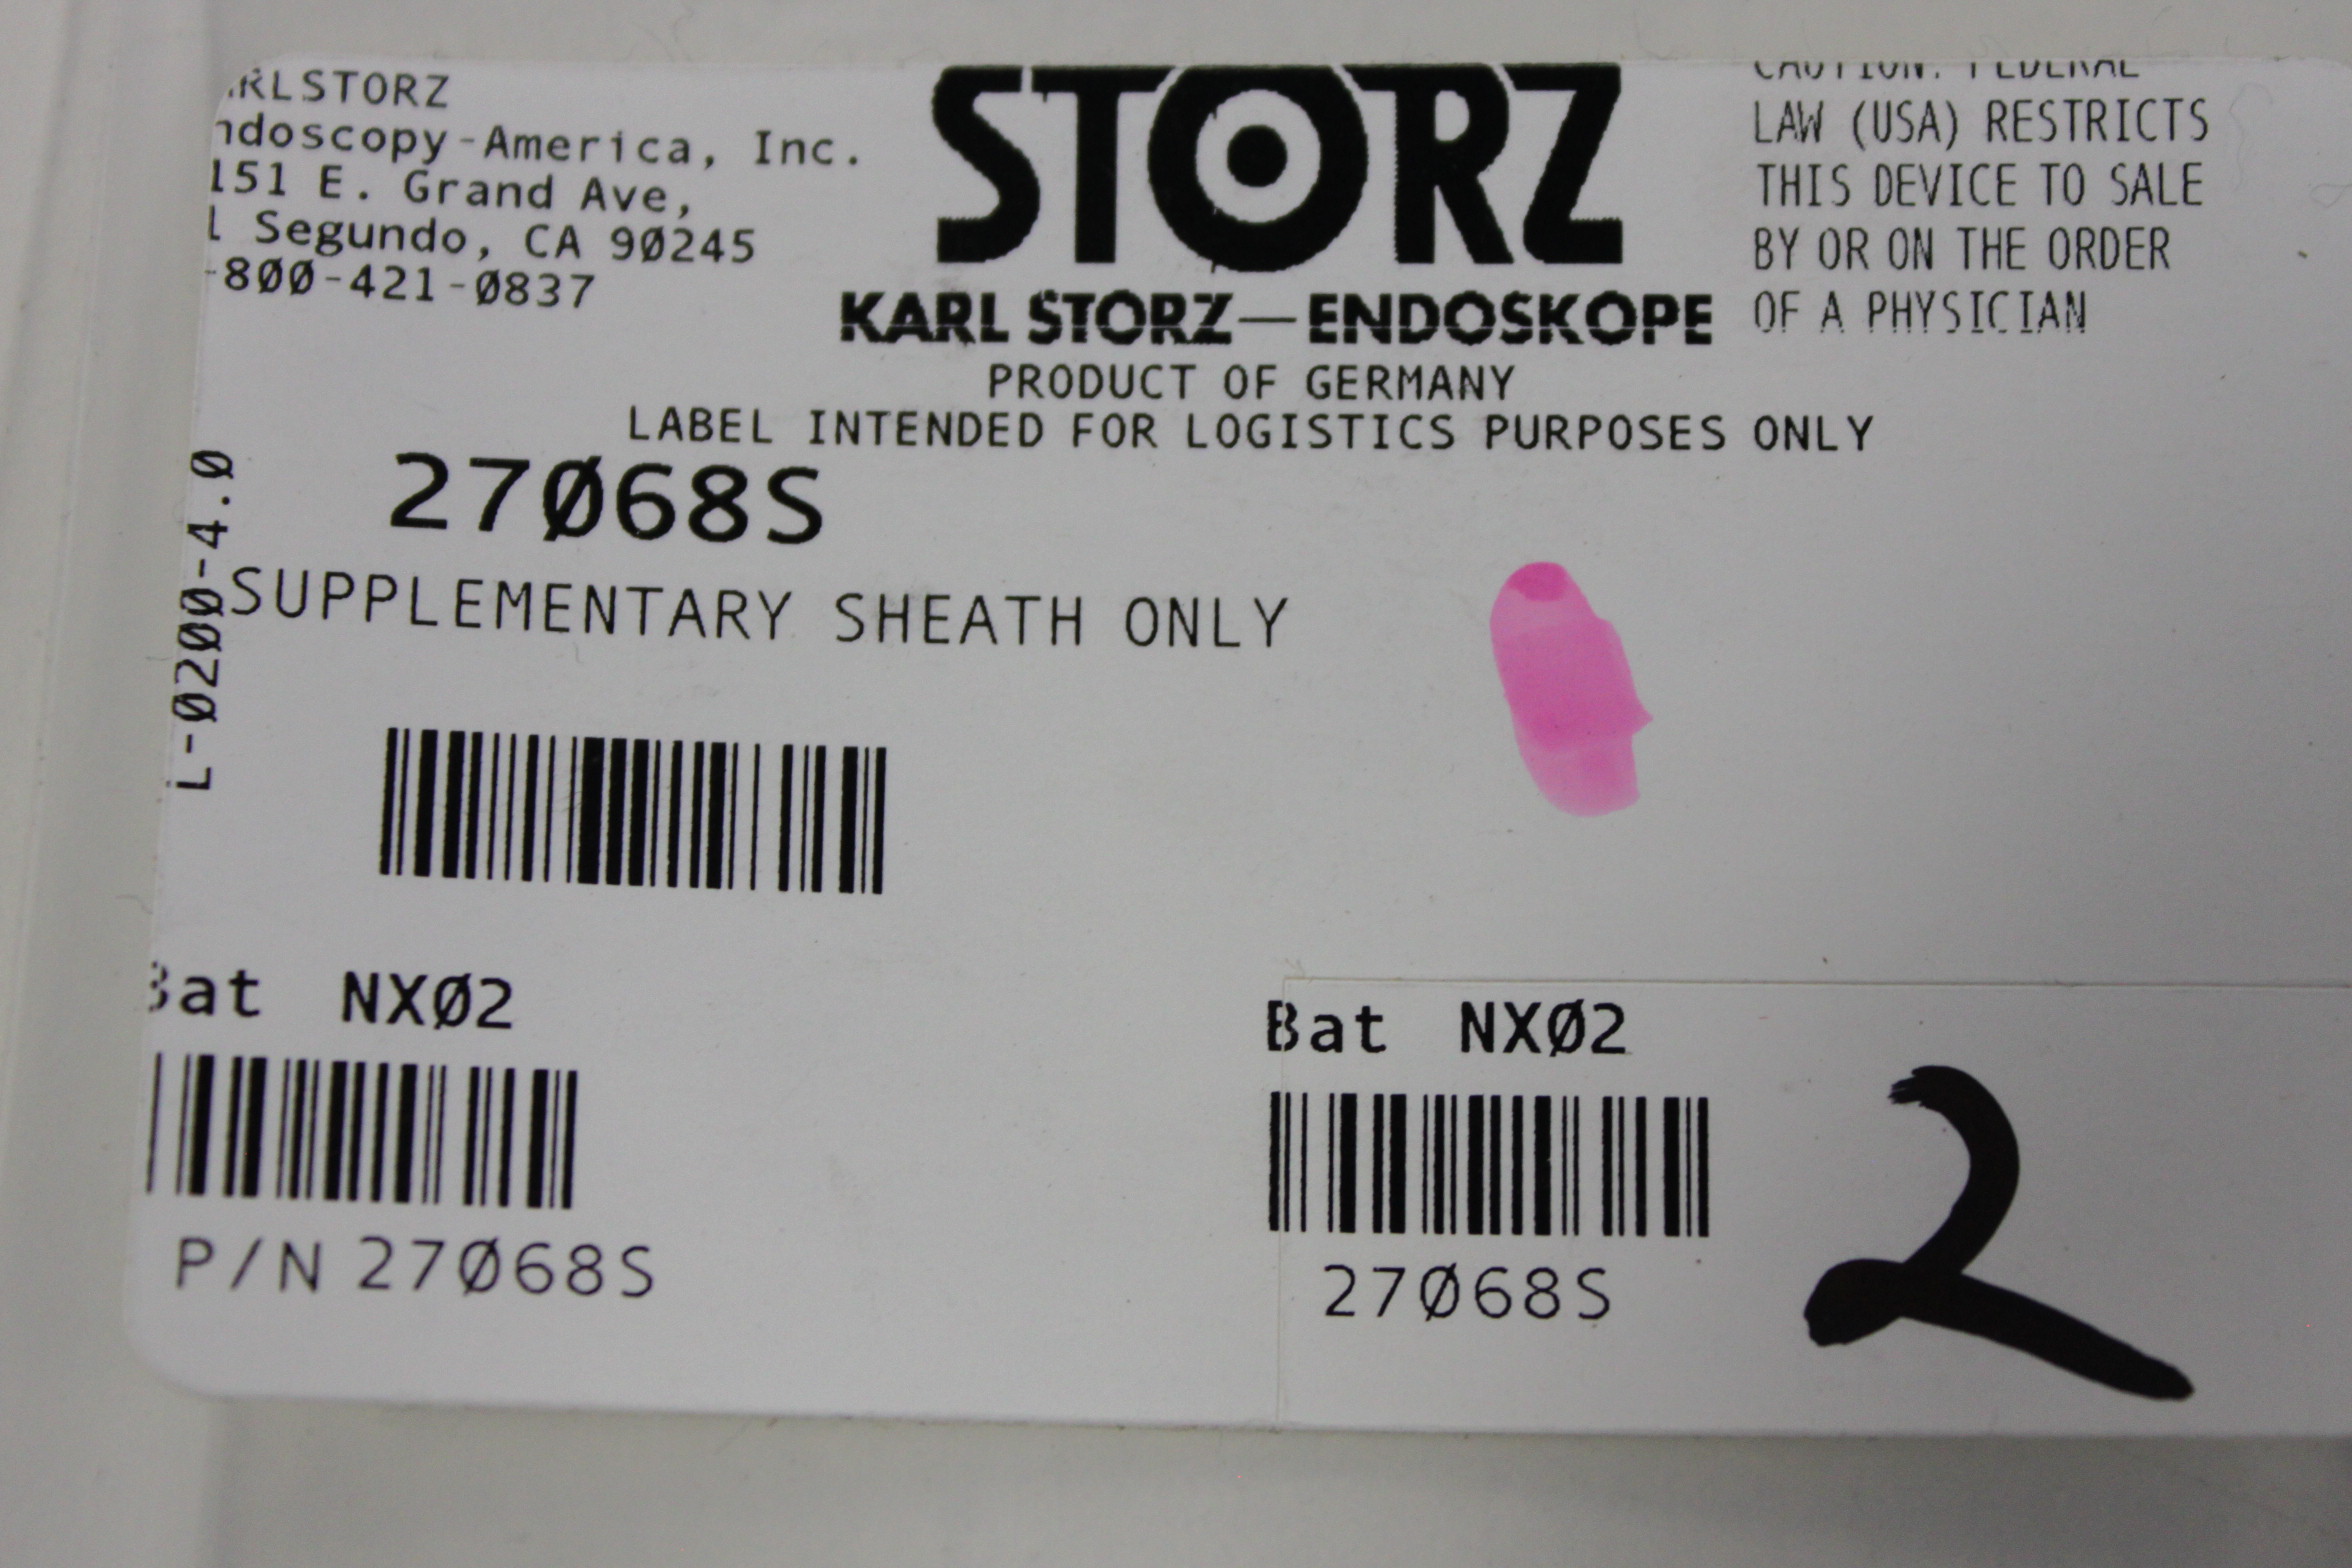 RLSTORZ
ndoscopy-America, Inc.
151 E. Grand Ave,
l Segundo, CA 90245
-800-421-0837
STORZ
KARL STORZ—ENDOSKOPE
PRODUCT OF GERMANY
LABEL INTENDED FOR LOGISTICS PURPOSES ONLY
CAUTION: FEDERAL
LAW (USA) RESTRICTS
THIS DEVICE TO SALE
BY OR ON THE ORDER
OF A PHYSICIAN
L-0200-4.0
27068S
SUPPLEMENTARY SHEATH ONLY
Bat NX02
P/N 27068S
Bat NX02
27068S
2